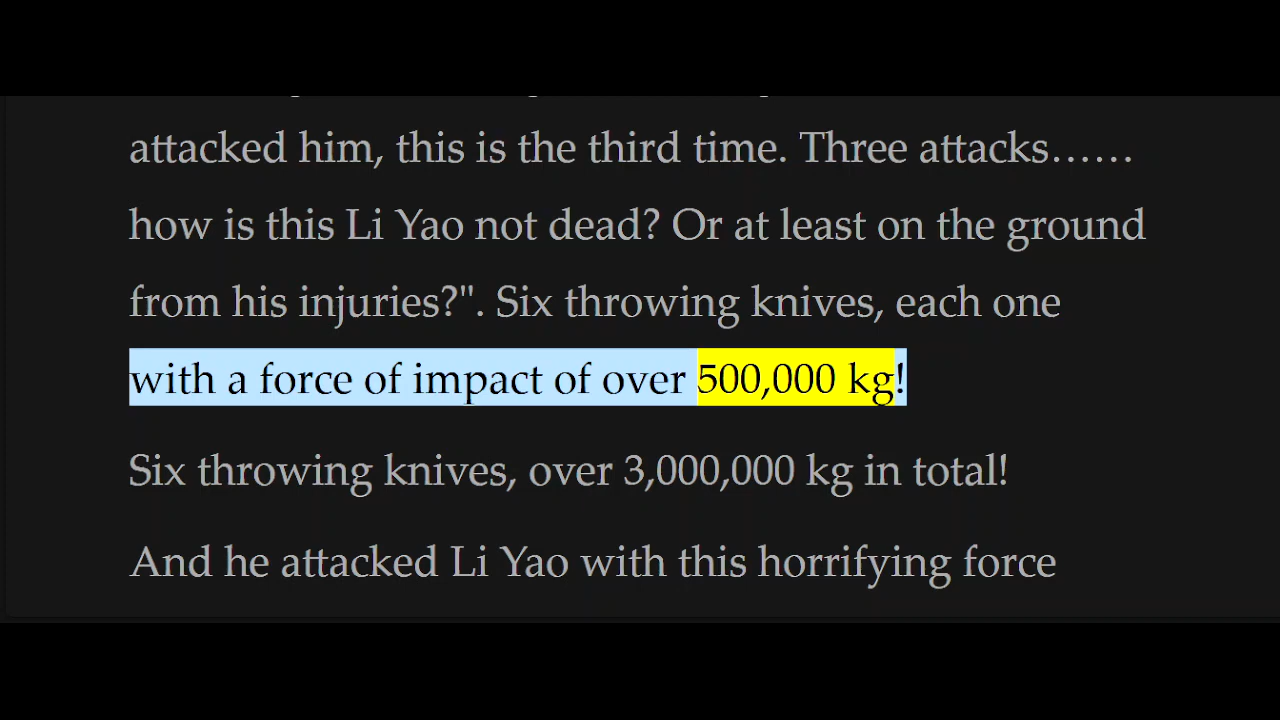 attacked him, this is the third time. Three attacks……
how is this Li Yao not dead? Or at least on the ground
from his injuries?". Six throwing knives, each one
with a force of impact of over 500,000 kg!
Six throwing knives, over 3,000,000 kg in total!
And he attacked Li Yao with this horrifying force